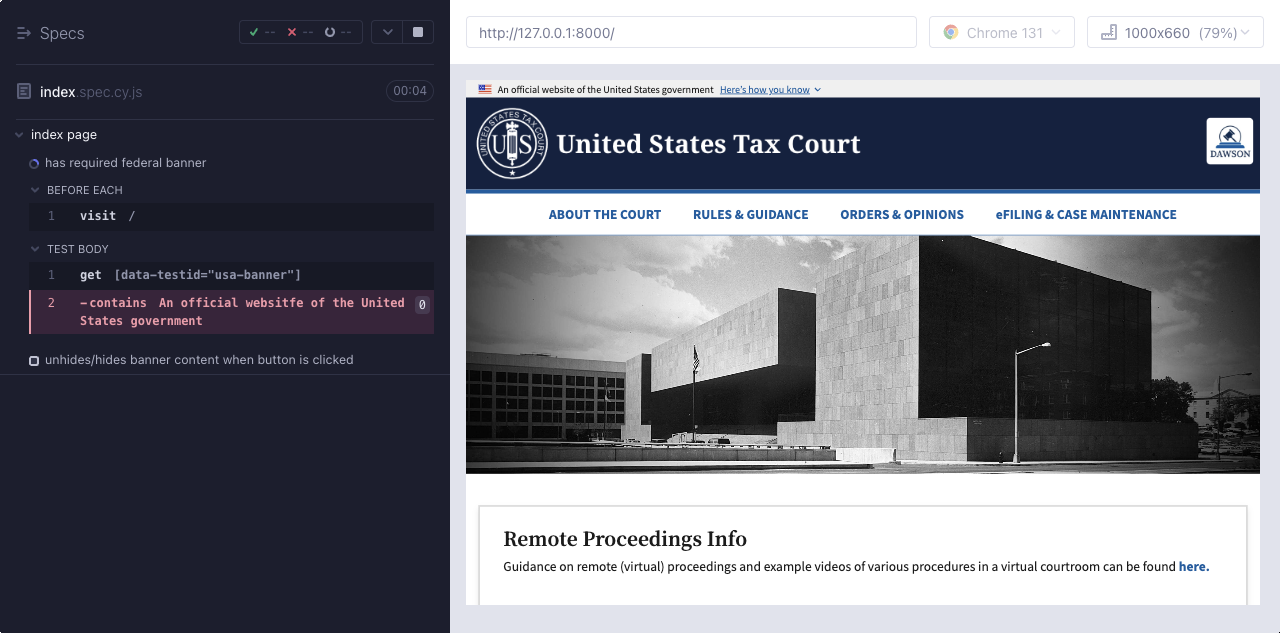 Specs
-- -- --
index.spec.cy.js
00:04
index page
has required federal banner
BEFORE EACH
1 visit /
TEST BODY
1 get [data-testid="usa-banner"]
2 -contains An official websitfe of the United 0
States government
unhides/hides banner content when button is clicked
http://127.0.0.1:8000/
Chrome 131
1000x660 (79%)
An official website of the United States government Here's how you know
UNITED STATES TAX COURT
US
United States Tax Court
DAWSON
ABOUT THE COURT RULES & GUIDANCE ORDERS & OPINIONS eFILING & CASE MAINTENANCE
Remote Proceedings Info
Guidance on remote (virtual) proceedings and example videos of various procedures in a virtual courtroom can be found here.